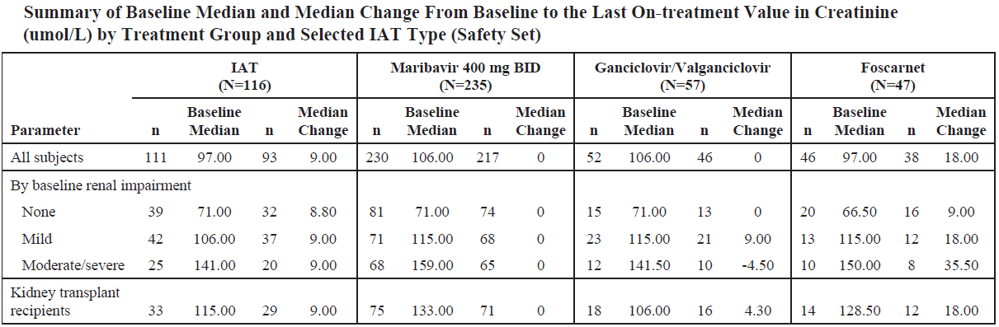 Summary of Baseline Median and Median Change From Baseline to the Last On-treatment Value in Creatinine
(umol/L) by Treatment Group and Selected IAT Type (Safety Set)
IAT Maribavir 400 mg BID Ganciclovir/Valganciclovir Foscarnet
(N=116) (N=235) (N=57) (N=47)
Baseline Median Baseline Median Baseline Median Baseline Median
Parameter n Median n Change n Median n Change n Median n Change n Median n Change
All subjects 111 97.00 93 9.00 230 106.00 217 0 52 106.00 46 0 46 97.00 38 18.00
By baseline renal impairment
None 39 71.00 32 8.80 81 71.00 74 0 15 71.00 13 0 20 66.50 16 9.00
Mild 42 106.00 37 9.00 71 115.00 68 0 23 115.00 21 9.00 13 115.00 12 18.00
Moderate/severe 25 141.00 20 9.00 68 159.00 65 0 12 141.50 10 -4.50 10 150.00 8 35.50
Kidney transplant
recipients 33 115.00 29 9.00 75 133.00 71 0 18 106.00 16 4.30 14 128.50 12 18.00